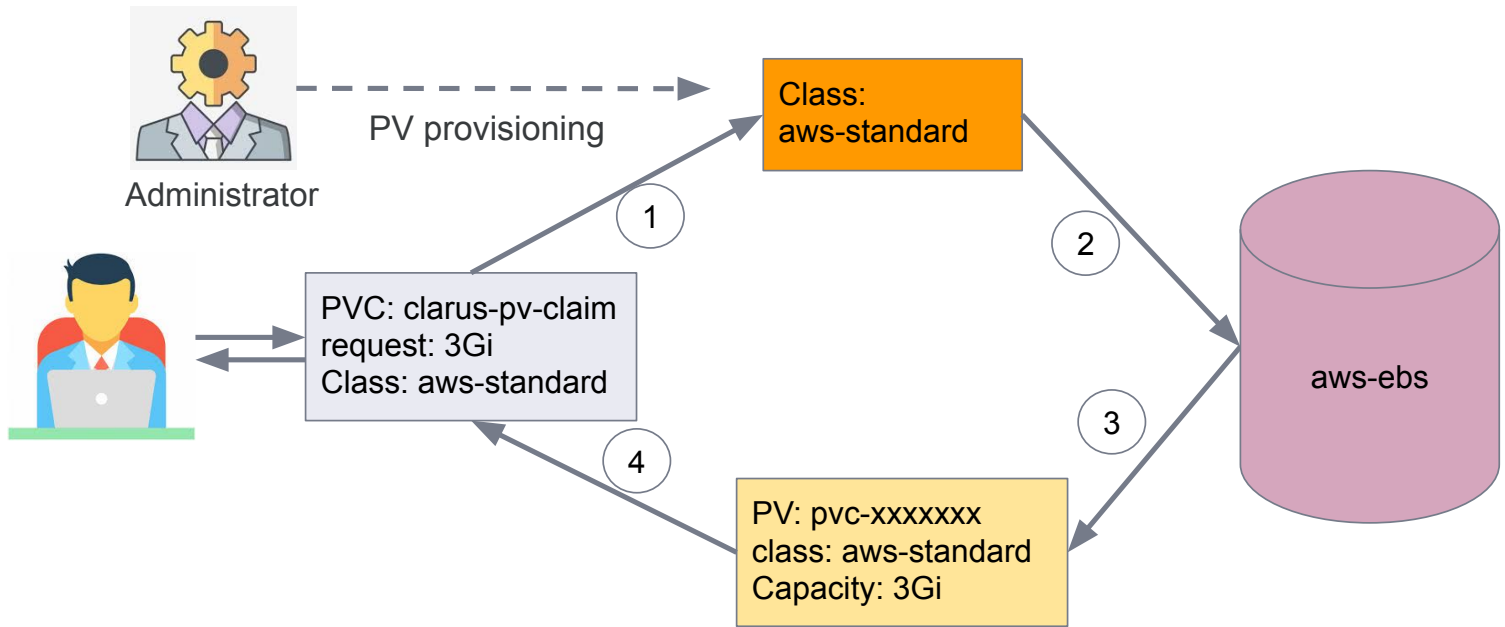 Class:
aws-standard
PV provisioning
Administrator
1
2
PVC: clarus-pv-claim
request: 3Gi
Class: aws-standard
aws-ebs
3
4
PV: pvc-xxxxxxx
class: aws-standard
Capacity: 3Gi